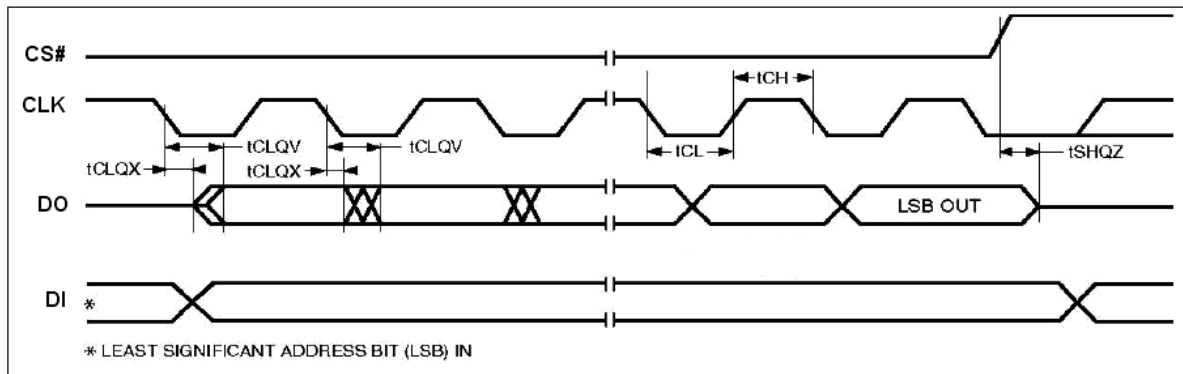 CS#
tCH
CLK
tCLQV
tCLQV
tCL
tCLQX
tCLQX
tSHQZ
DO
LSB OUT
DI
*
* LEAST SIGNIFICANT ADDRESS BIT (LSB) IN